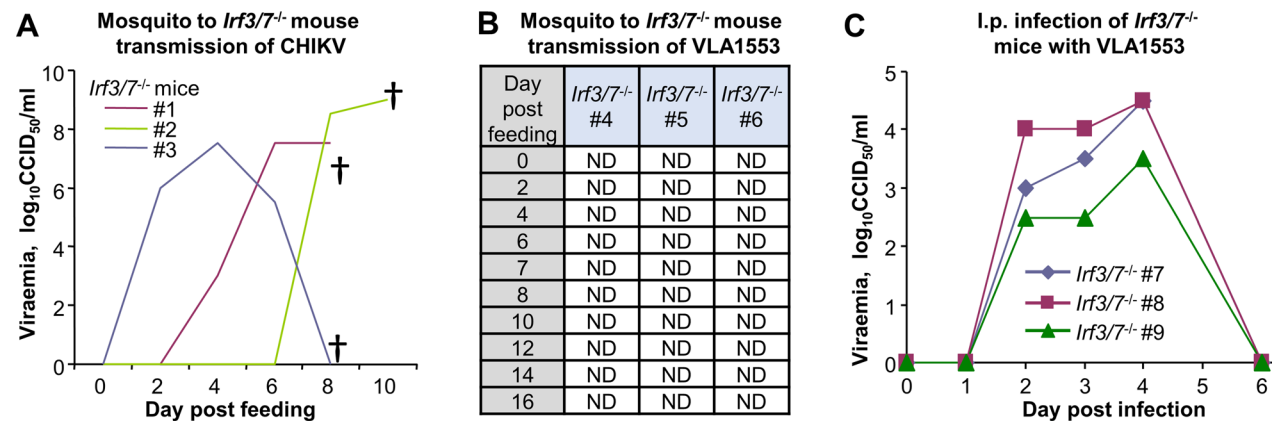 A
Mosquito to Irf3/7-/- mouse
transmission of CHIKV
Viraemia, log10CCID50/ml
10
8
6
4
2
0
Irf3/7-/- mice
#1
#2
#3
†
†
†
0 2 4 6 8 10
Day post feeding
B
Mosquito to Irf3/7-/- mouse
transmission of VLA1553
Day post feeding Irf3/7-/- #4 Irf3/7-/- #5 Irf3/7-/- #6
0 ND ND ND
2 ND ND ND
4 ND ND ND
6 ND ND ND
7 ND ND ND
8 ND ND ND
10 ND ND ND
12 ND ND ND
14 ND ND ND
16 ND ND ND
C
I.p. infection of Irf3/7-/-
mice with VLA1553
Viraemia, log10CCID50/ml
5
4
3
2
1
0
Irf3/7-/- #7
Irf3/7-/- #8
Irf3/7-/- #9
0 1 2 3 4 5 6
Day post infection